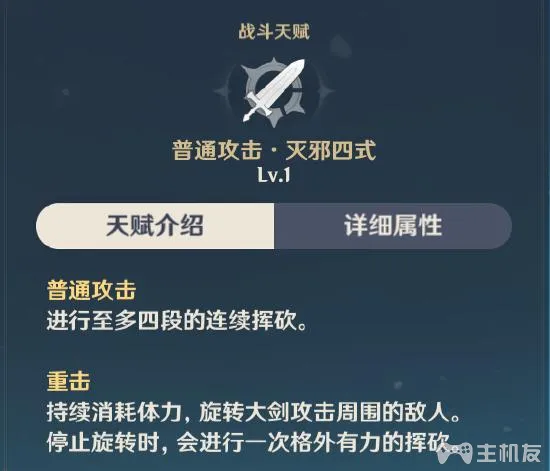 战斗天赋
普通攻击·灭邪四式
Lv.1
天赋介绍 详细属性
普通攻击
进行至多四段的连续挥砍。
重击
持续消耗体力，旋转大剑攻击周围的敌人。
停止旋转时，会进行一次格外有力的挥砍。
主机友